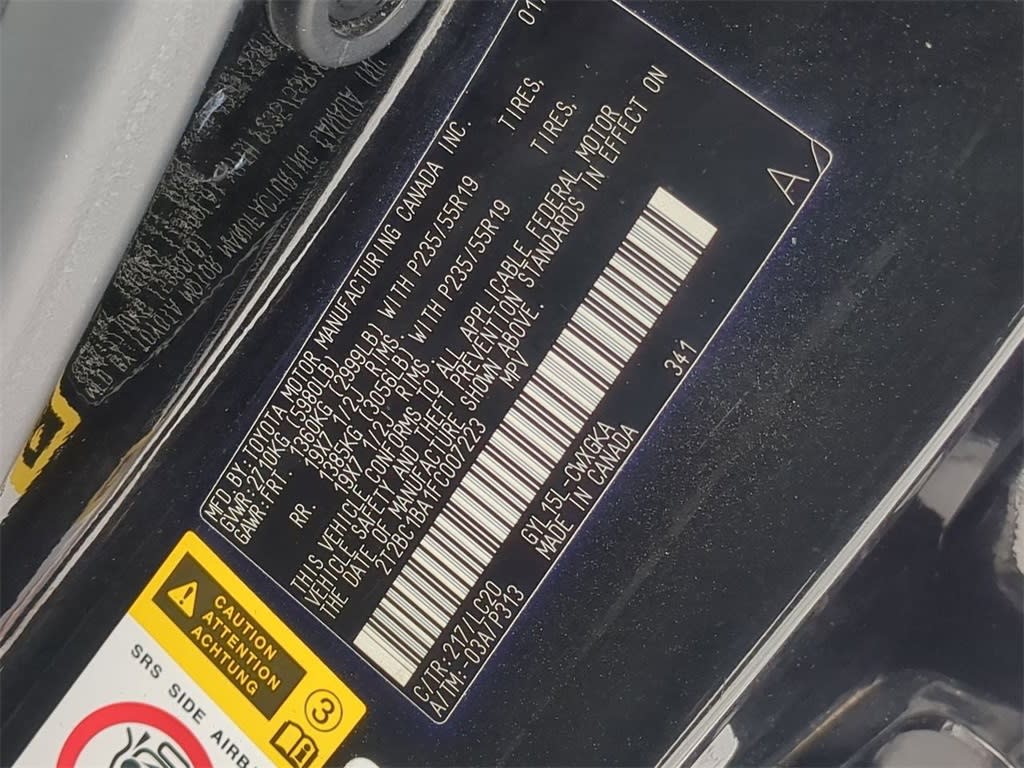 MFD BY:TOYOTA MOTOR MANUFACTURING CANADA INC.
GVWR:2710KG (5980LB)
GAWR:FRT 1360KG (2999LB) WITH P235/55R19 TIRES,
19X7 1/2J RIMS
RR. 1385KG (3056LB) WITH P235/55R19 TIRES,
19X7 1/2J RIMS
THIS VEHICLE CONFORMS TO ALL APPLICABLE FEDERAL MOTOR
VEHICLE SAFETY AND THEFT PREVENTION STANDARDS IN EFFECT ON
THE DATE OF MANUFACTURE SHOWN ABOVE.
2T2BC1BA1FC007223 MPV
C/TR:217/LC20 GYL15L-CWXGKA 341
A/TM:-03A/P313 MADE IN CANADA
A
CAUTION
ATTENTION
ACHTUNG
3
SRS SIDE